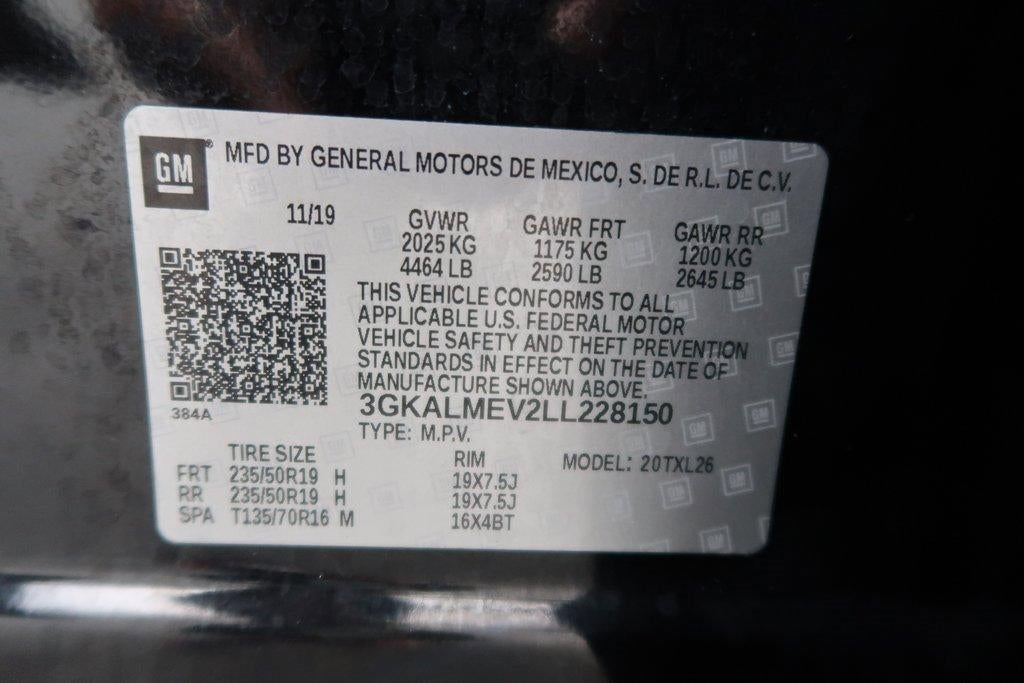 GM® MFD BY GENERAL MOTORS DE MEXICO, S. DE R.L. DE C.V.
11/19
GVWR
2025 KG
4464 LB
GAWR FRT
1175 KG
2590 LB
GAWR RR
1200 KG
2645 LB
THIS VEHICLE CONFORMS TO ALL
APPLICABLE U.S. FEDERAL MOTOR
VEHICLE SAFETY AND THEFT PREVENTION
STANDARDS IN EFFECT ON THE DATE OF
MANUFACTURE SHOWN ABOVE.
384A
3GKALMEV2LL228150
TYPE: M.P.V.
TIRE SIZE RIM MODEL: 20TXL26
FRT 235/50R19 H 19X7.5J
RR 235/50R19 H 19X7.5J
SPA T135/70R16 M 16X4BT